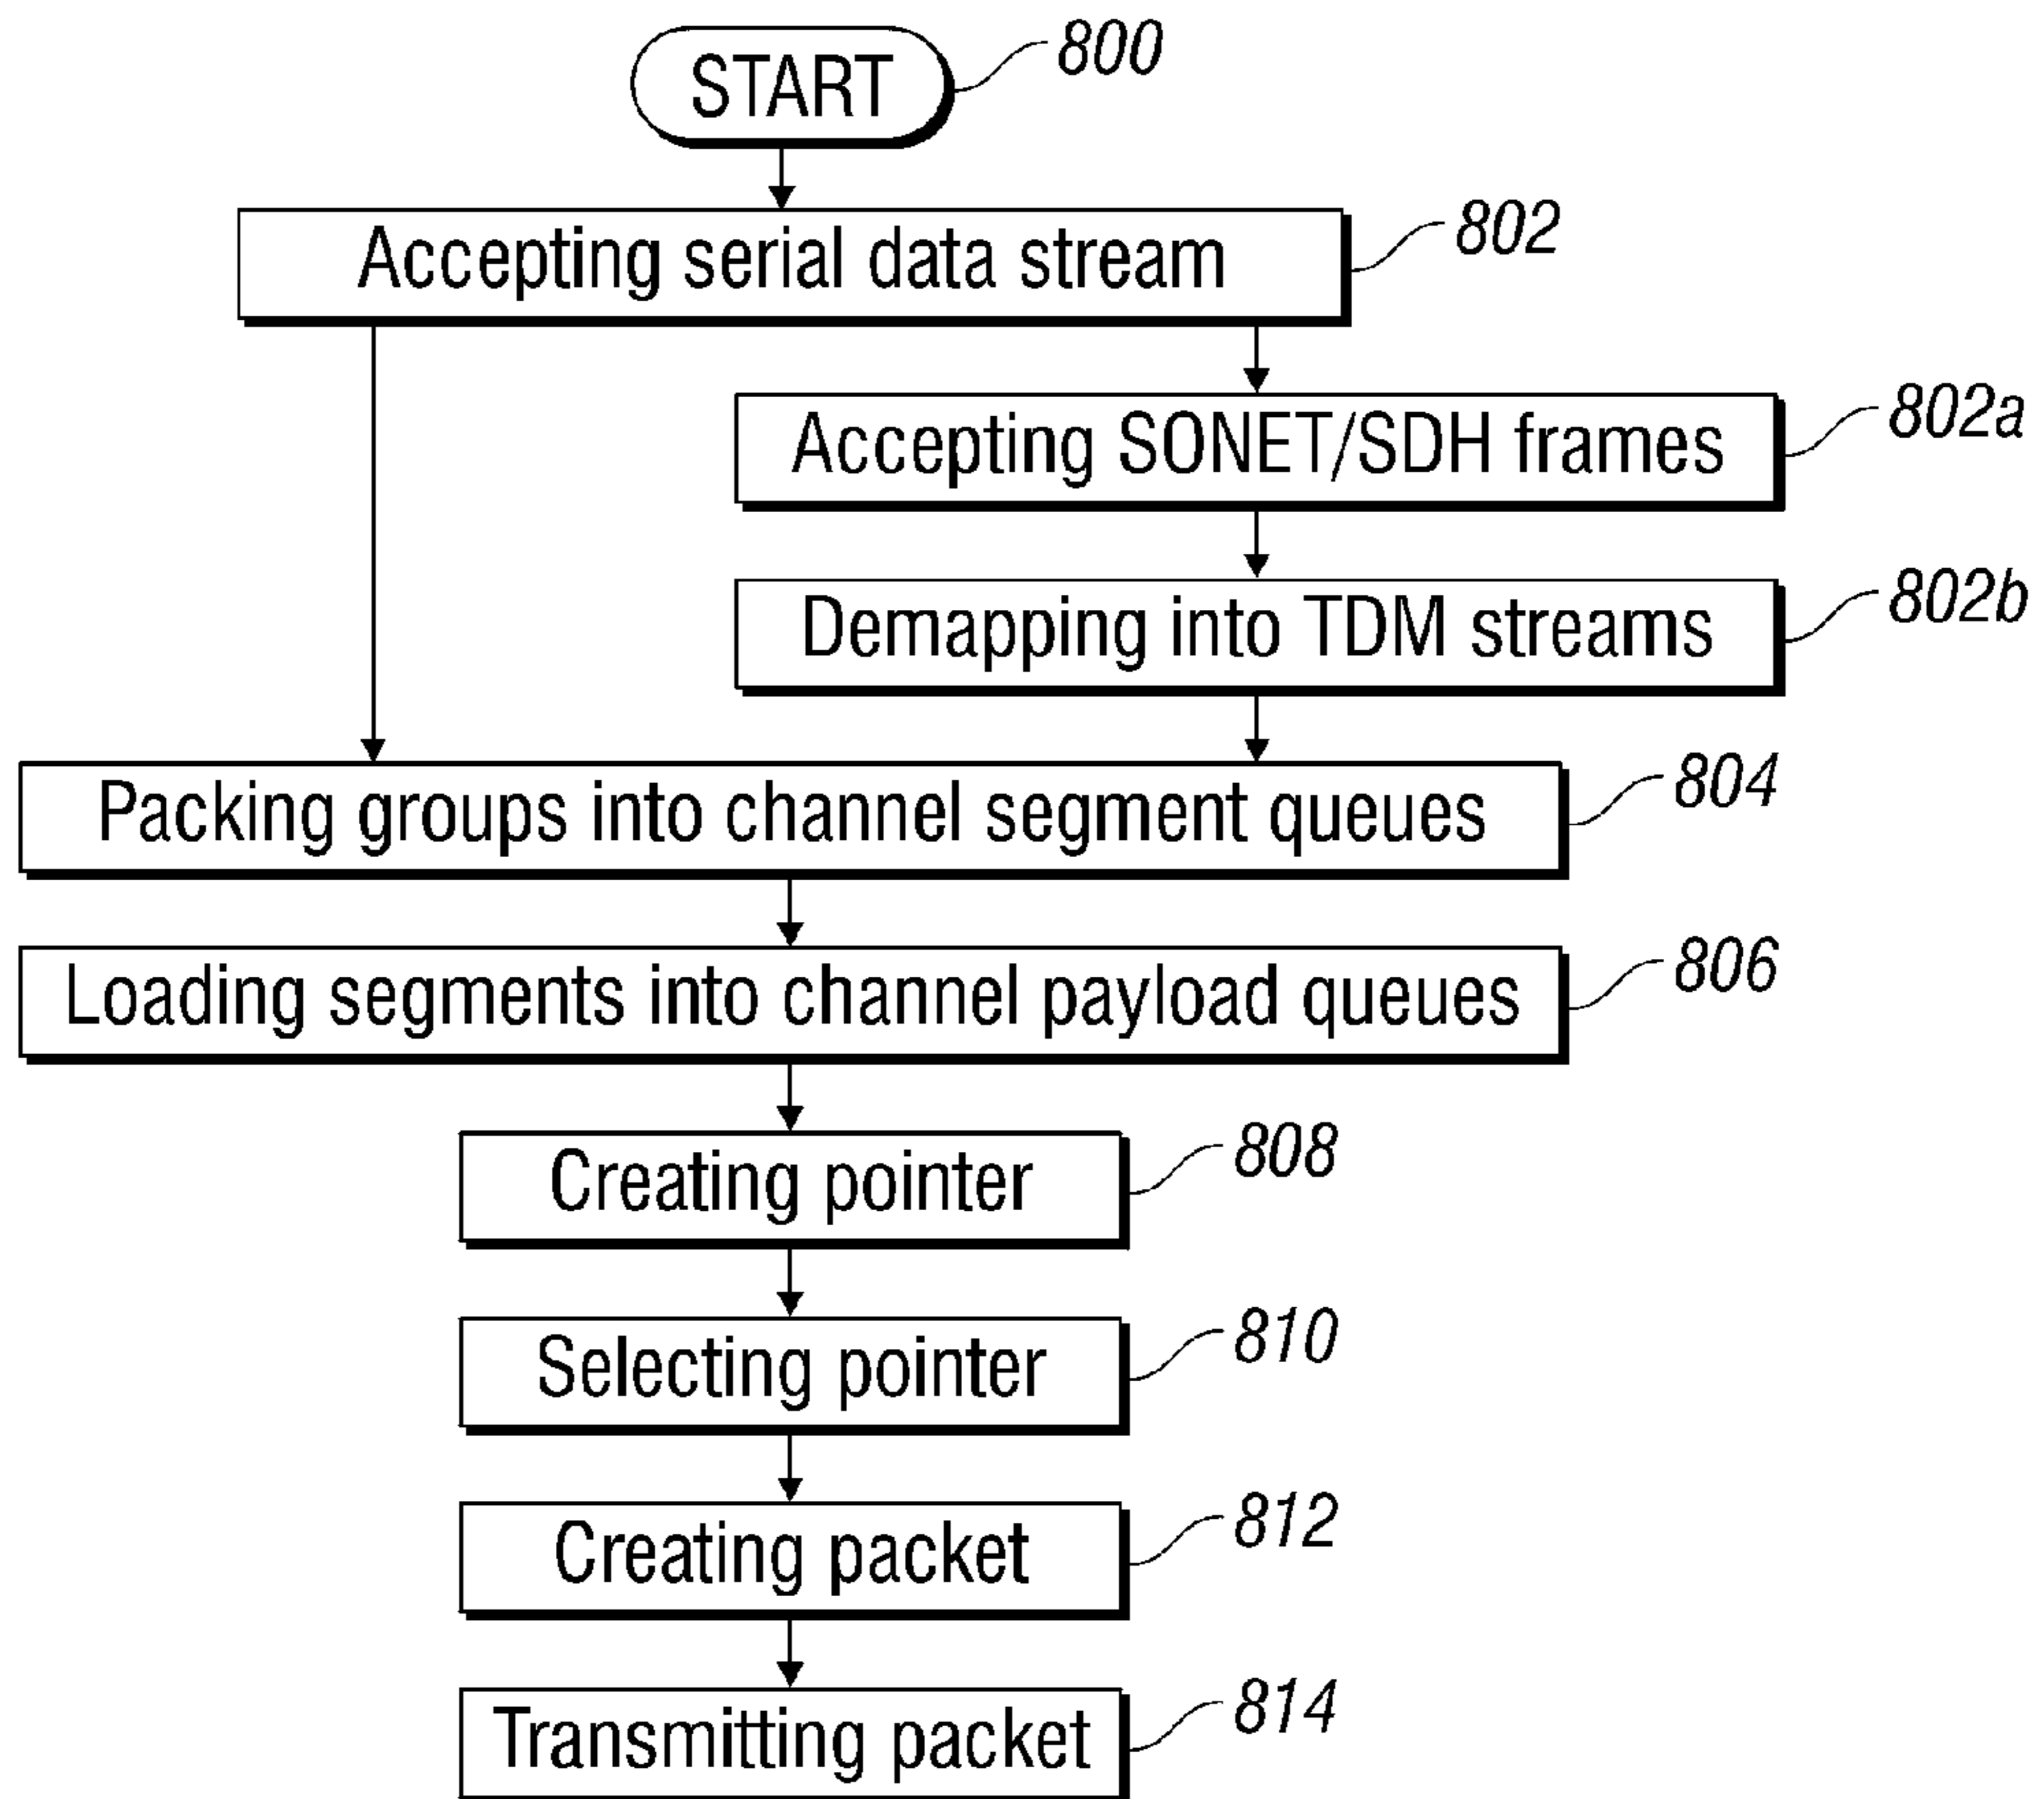 START
800
Accepting serial data stream
802
Accepting SONET/SDH frames
802a
Demapping into TDM streams
802b
Packing groups into channel segment queues
804
Loading segments into channel payload queues
806
Creating pointer
808
Selecting pointer
810
Creating packet
812
Transmitting packet
814